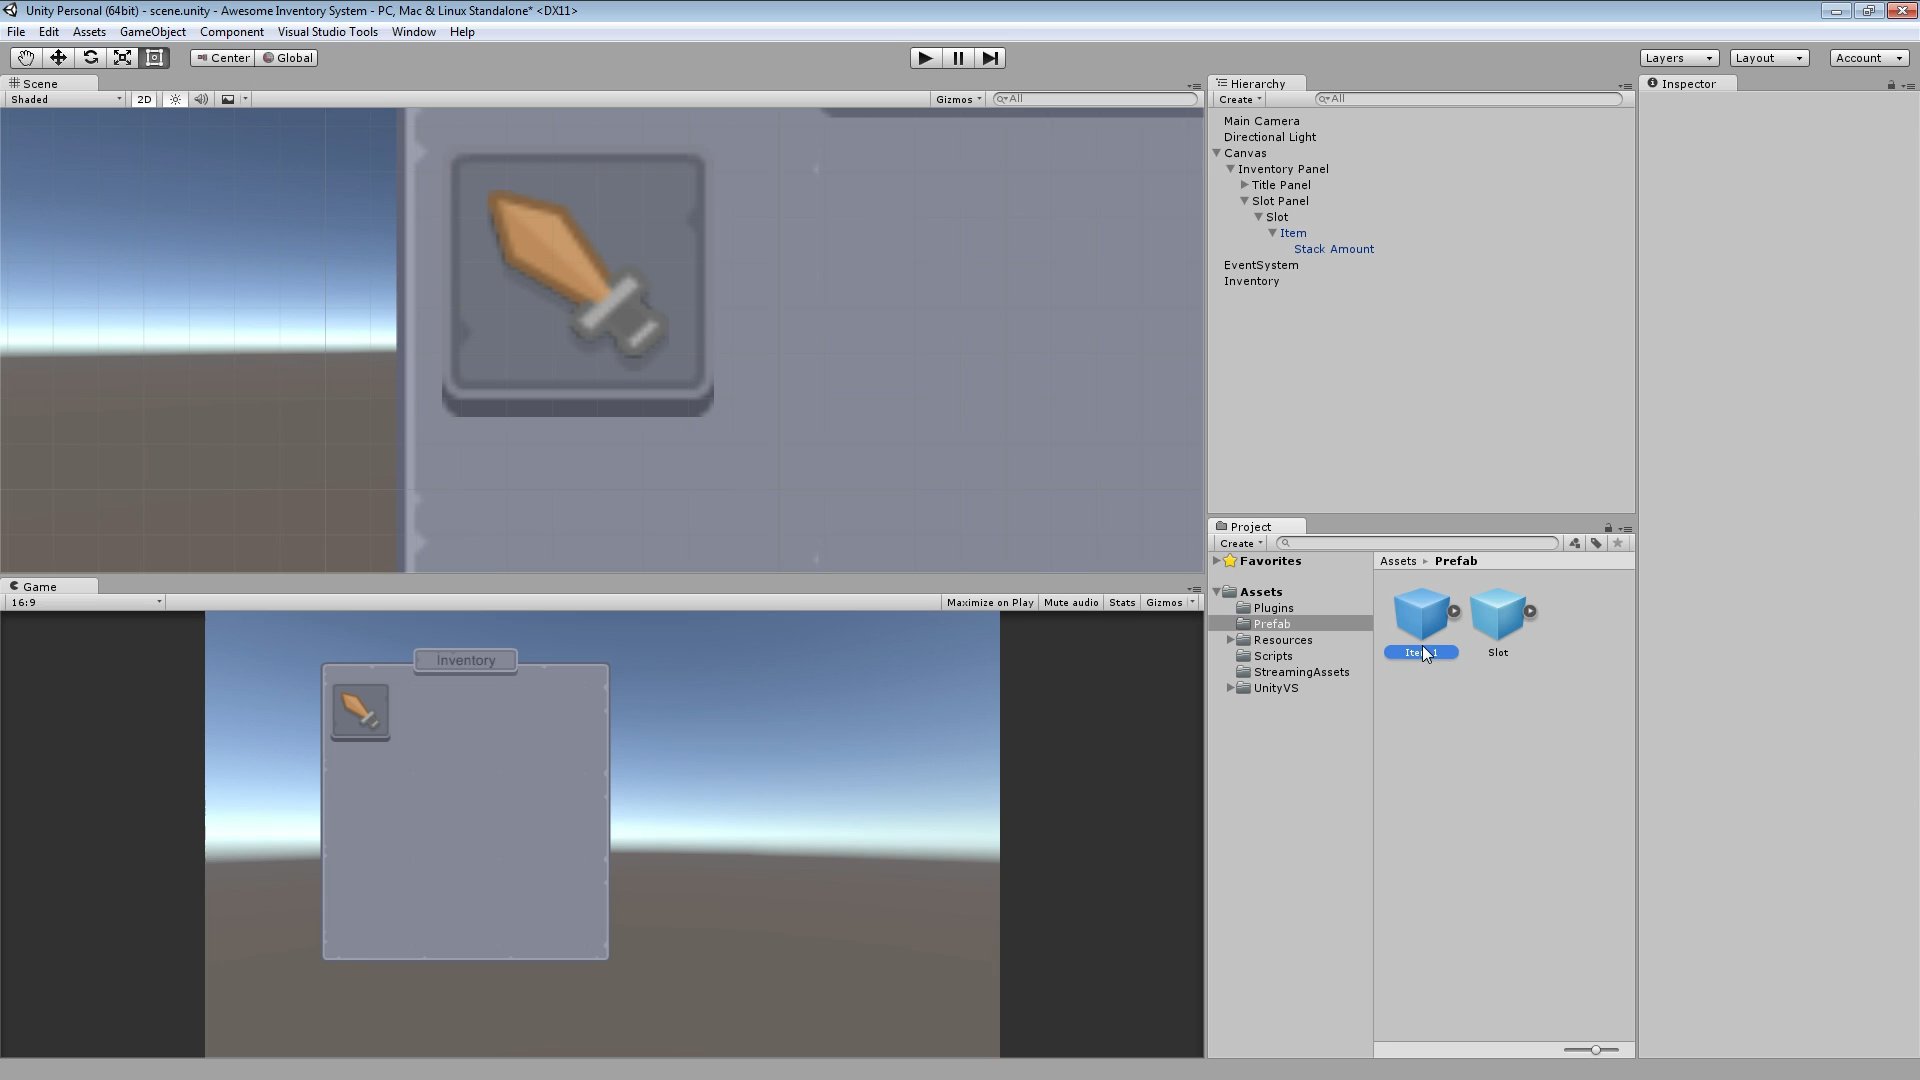 Unity Personal (64bit) - scene.unity - Awesome Inventory System - PC, Mac & Linux Standalone* <DX11>
File Edit Assets GameObject Component Visual Studio Tools Window Help
Center Global Layers Layout Account
Scene
Shaded 2D Gizmos All
Hierarchy
Create All
Main Camera
Directional Light
Canvas
Inventory Panel
Title Panel
Slot Panel
Slot
Item
Stack Amount
EventSystem
Inventory
Inspector
Project
Create
Favorites
Assets
Plugins
Prefab
Resources
Scripts
StreamingAssets
UnityVS
Assets ▸ Prefab
Slot
Game
16:9 Maximize on Play Mute audio Stats Gizmos
Inventory